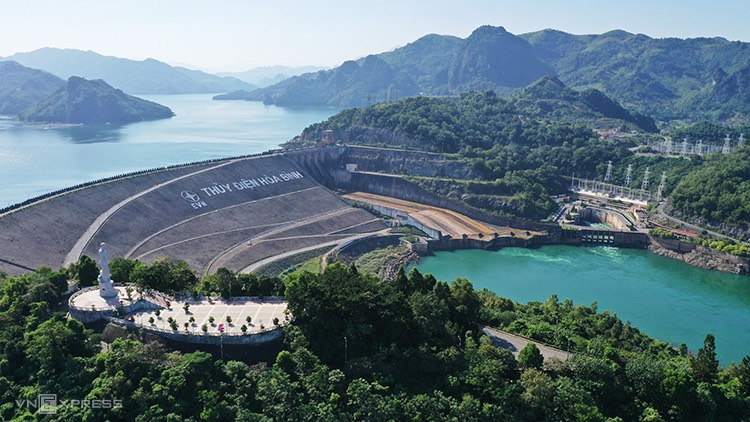 THỦY ĐIỆN HÒA BÌNH
EVN
VNEXPRESS